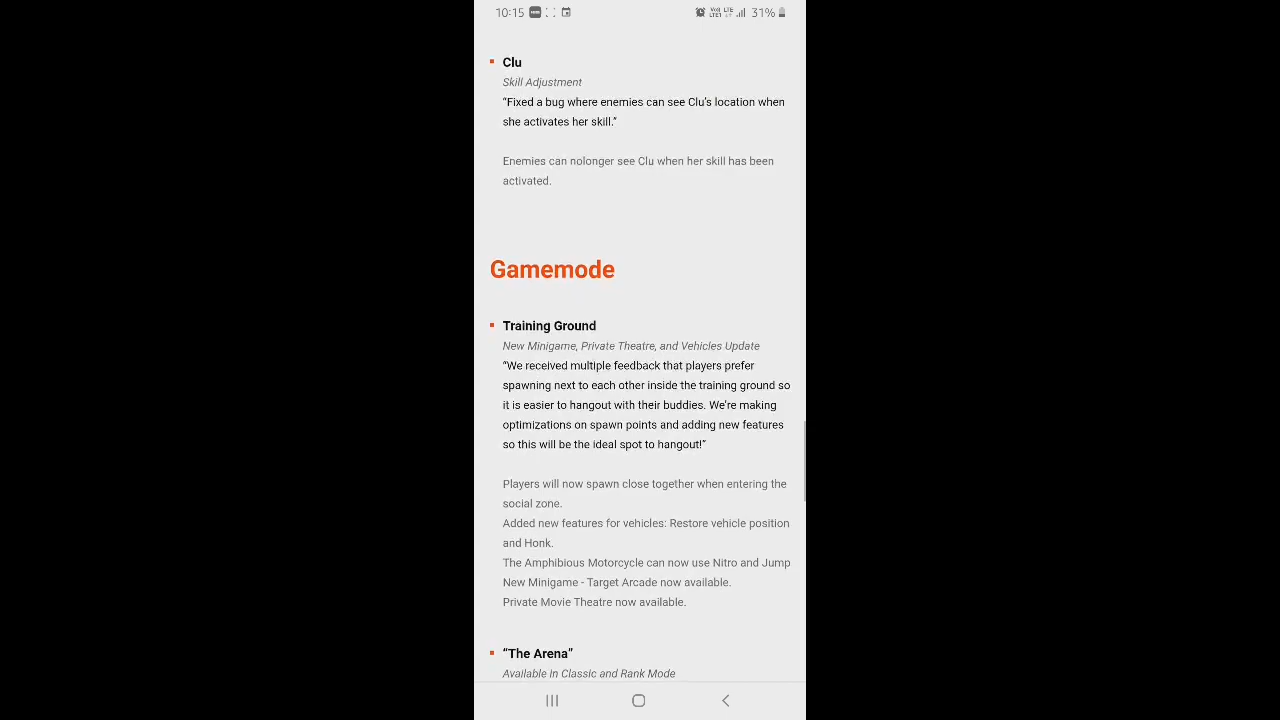 10:15
Vo) LTE
LTE1
31%
Clu
Skill Adjustment
“Fixed a bug where enemies can see Clu's location when
she activates her skill.”
Enemies can nolonger see Clu when her skill has been
activated.
Gamemode
Training Ground
New Minigame, Private Theatre, and Vehicles Update
“We received multiple feedback that players prefer
spawning next to each other inside the training ground so
it is easier to hangout with their buddies. We're making
optimizations on spawn points and adding new features
so this will be the ideal spot to hangout!”
Players will now spawn close together when entering the
social zone.
Added new features for vehicles: Restore vehicle position
and Honk.
The Amphibious Motorcycle can now use Nitro and Jump
New Minigame - Target Arcade now available.
Private Movie Theatre now available.
“The Arena”
Available in Classic and Rank Mode